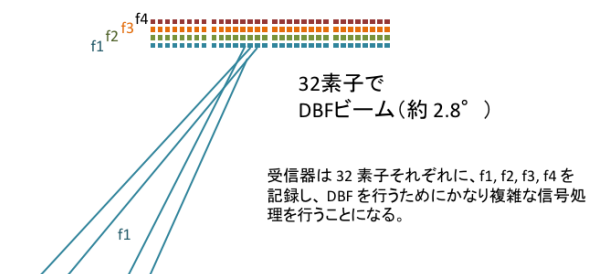 f4
f3
f2
f1
32素子で
DBFビーム（約 2.8°）
受信器は 32 素子それぞれに、f1, f2, f3, f4 を
記録し、DBF を行うためにかなり複雑な信号処
理を行うことになる。
f1